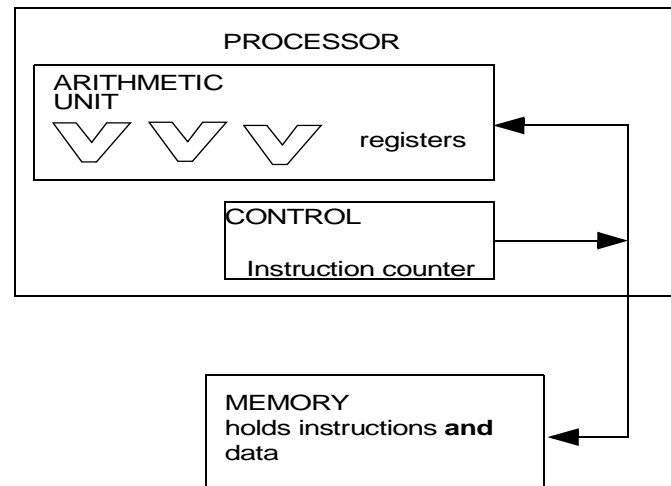 PROCESSOR
ARITHMETIC
UNIT
registers
CONTROL
Instruction counter
MEMORY
holds instructions and
data